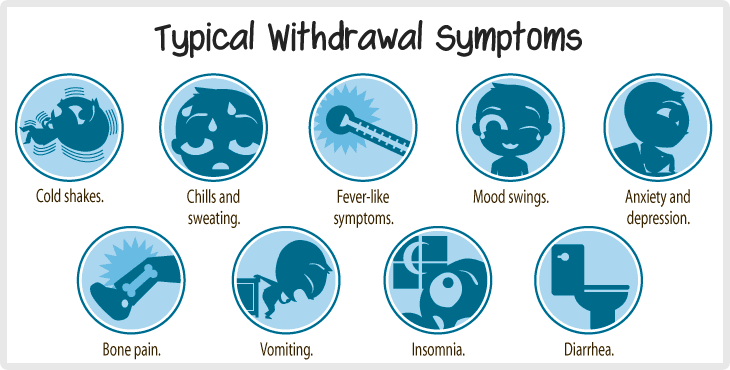 Typical Withdrawal Symptoms
Cold shakes.
Chills and
sweating.
Fever-like
symptoms.
Mood swings.
Anxiety and
depression.
Bone pain.
Vomiting.
Insomnia.
Diarrhea.